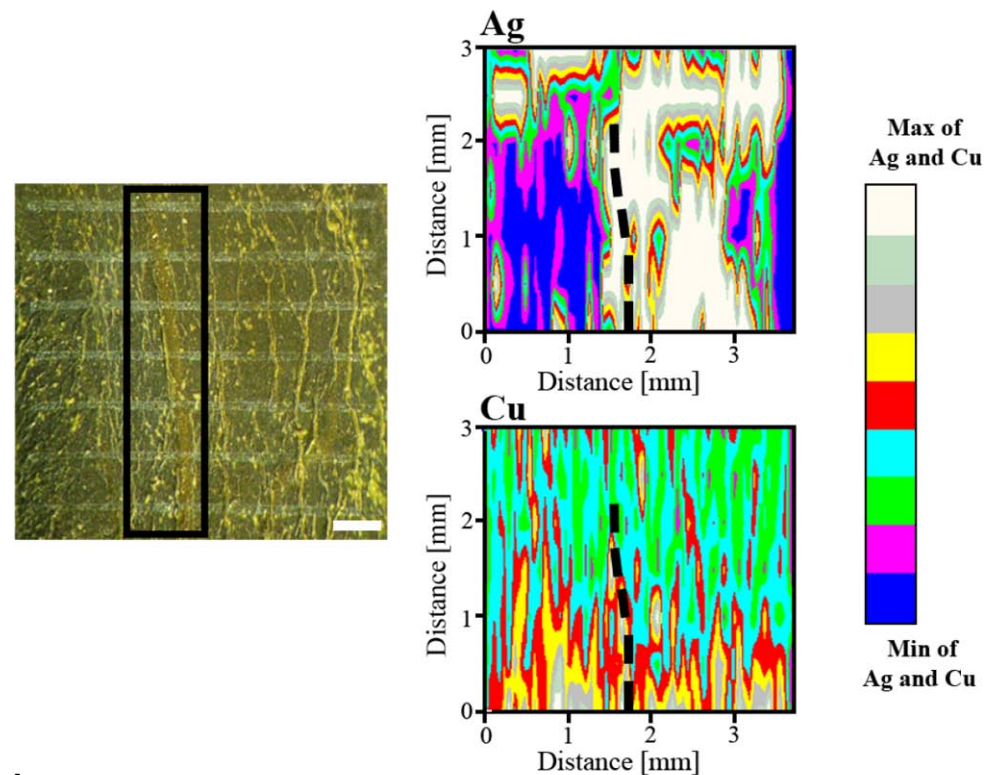 Ag
3
2
1
0
Distance [mm]
0 1 2 3
Distance [mm]
Cu
3
2
1
0
Distance [mm]
0 1 2 3
Distance [mm]
Max of
Ag and Cu
Min of
Ag and Cu